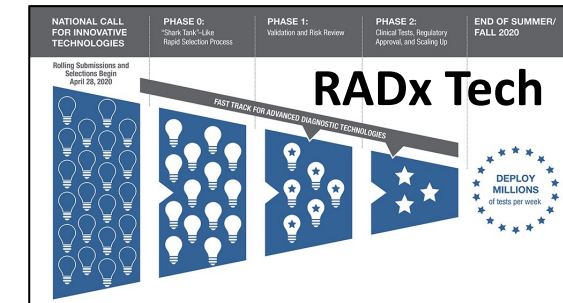 NATIONAL CALL
FOR INNOVATIVE
TECHNOLOGIES
PHASE 0:
"Shark Tank"–Like
Rapid Selection Process
PHASE 1:
Validation and Risk Review
PHASE 2:
Clinical Tests, Regulatory
Approval, and Scaling Up
END OF SUMMER/
FALL 2020
Rolling Submissions and
Selections Begin
April 28, 2020
RADx Tech
FAST TRACK FOR ADVANCED DIAGNOSTIC TECHNOLOGIES
DEPLOY
MILLIONS
of tests per week